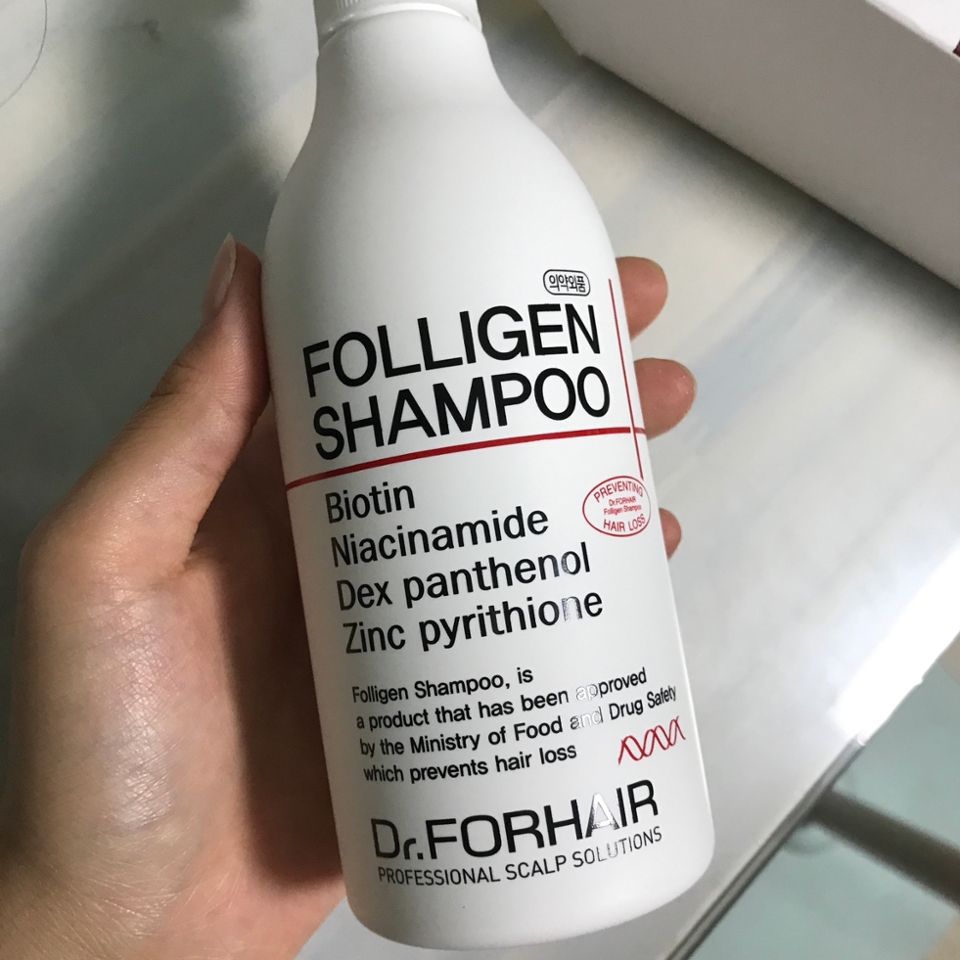 의약외품
FOLLIGEN
SHAMPOO
Biotin
Niacinamide
Dex panthenol
Zinc pyrithione
PREVENTING
Dr.FORHAIR
Folligen Shampoo
HAIR LOSS
Folligen Shampoo, is
a product that has been approved
by the Ministry of Food and Drug Safety
which prevents hair loss
Dr.FORHAIR
PROFESSIONAL SCALP SOLUTIONS